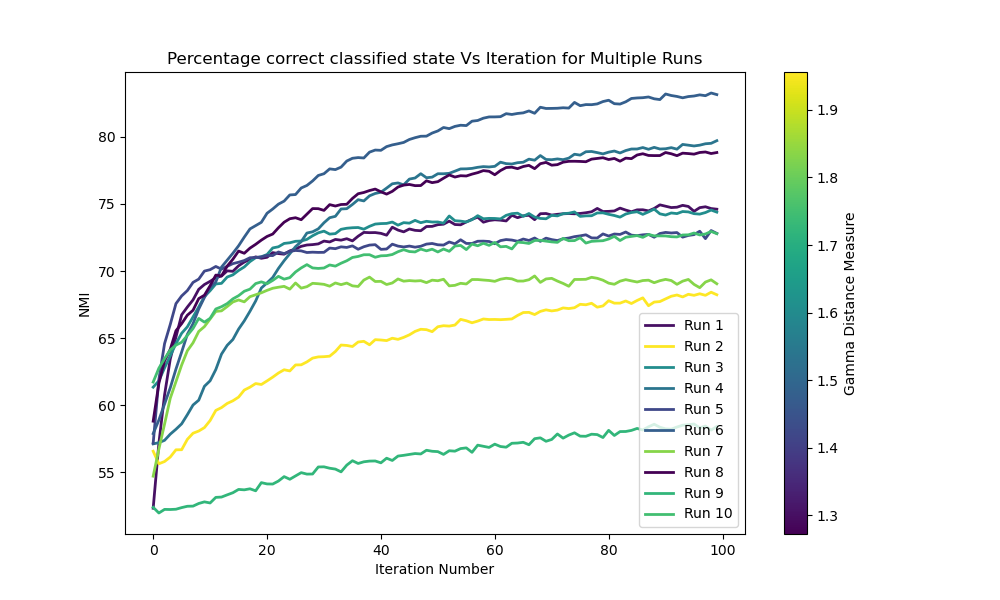 Percentage correct classified state Vs Iteration for Multiple Runs
NMI
80
75
70
65
60
55
0 20 40 60 80 100
Iteration Number
Run 1
Run 2
Run 3
Run 4
Run 5
Run 6
Run 7
Run 8
Run 9
Run 10
1.9
1.8
1.7
1.6
1.5
1.4
1.3
Gamma Distance Measure